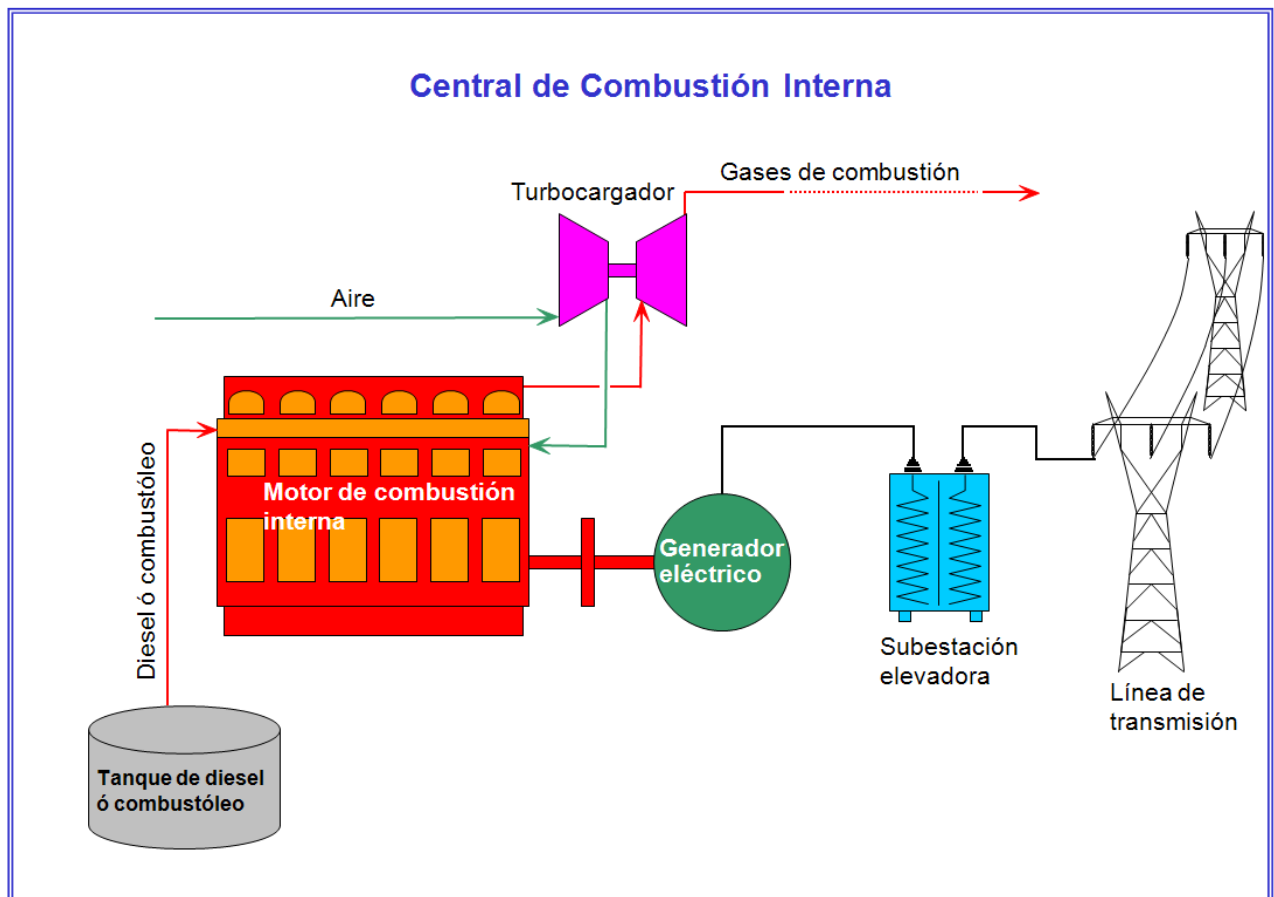 Central de Combustión Interna
Gases de combustión
Turbocargador
Aire
Diesel ó combustóleo
Motor de combustión
interna
Generador
eléctrico
Subestación
elevadora
Línea de
transmisión
Tanque de diesel
ó combustóleo